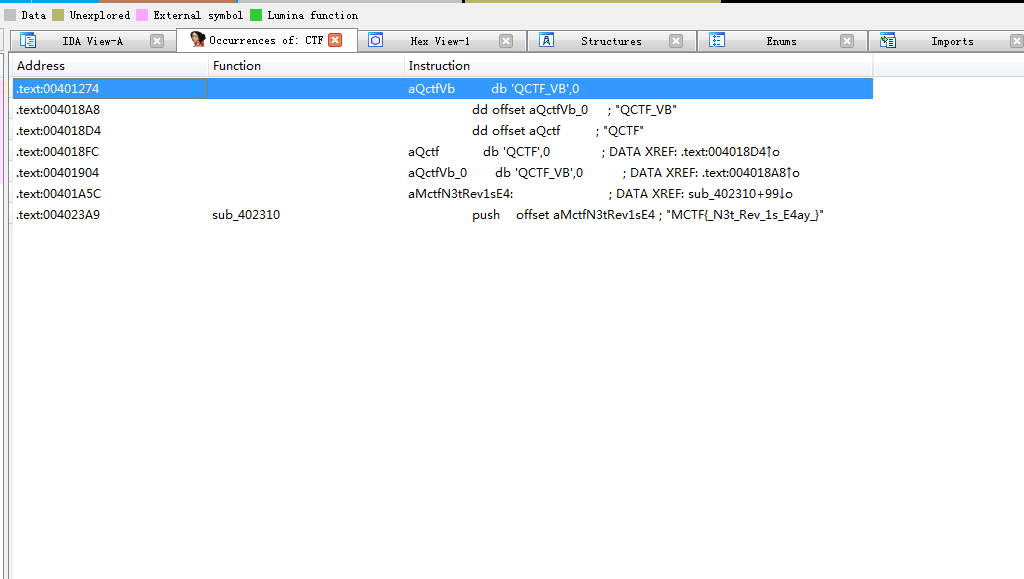 Data Unexplored External symbol Lumina function
IDA View-A Occurrences of: CTF Hex View-1 Structures Enums Imports
Address Function Instruction
.text:00401274 aQctfVb db 'QCTF_VB',0
.text:004018A8 dd offset aQctfVb_0 ; "QCTF_VB"
.text:004018D4 dd offset aQctf ; "QCTF"
.text:004018FC aQctf db 'QCTF',0 ; DATA XREF: .text:004018D4↑o
.text:00401904 aQctfVb_0 db 'QCTF_VB',0 ; DATA XREF: .text:004018A8↑o
.text:00401A5C aMctfN3tRev1sE4: ; DATA XREF: sub_402310+99↓o
.text:004023A9 sub_402310 push offset aMctfN3tRev1sE4 ; "MCTF{_N3t_Rev_1s_E4ay_}"